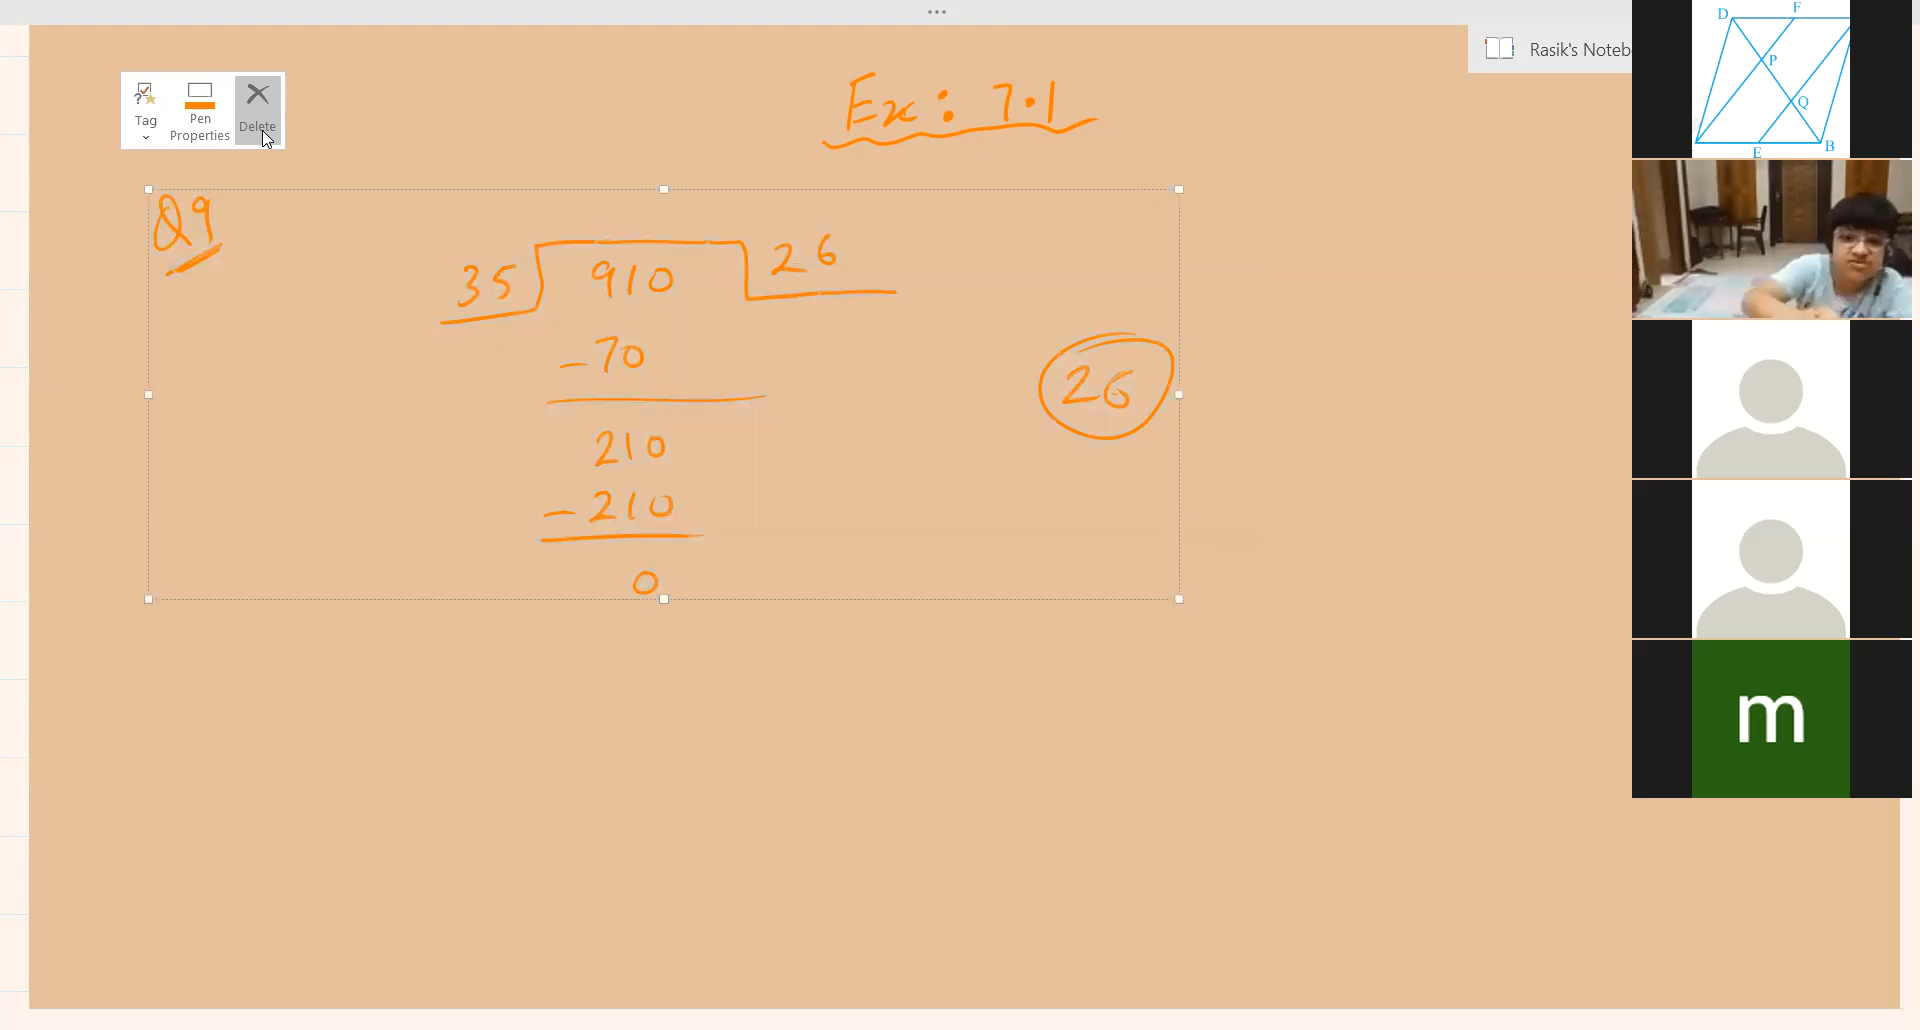 Rasik's Noteb
Tag
Pen
Properties
Delete
Ex: 7.1
Q9
35 910 26
-70
210
-210
0
26
D F
P
Q
E B
m